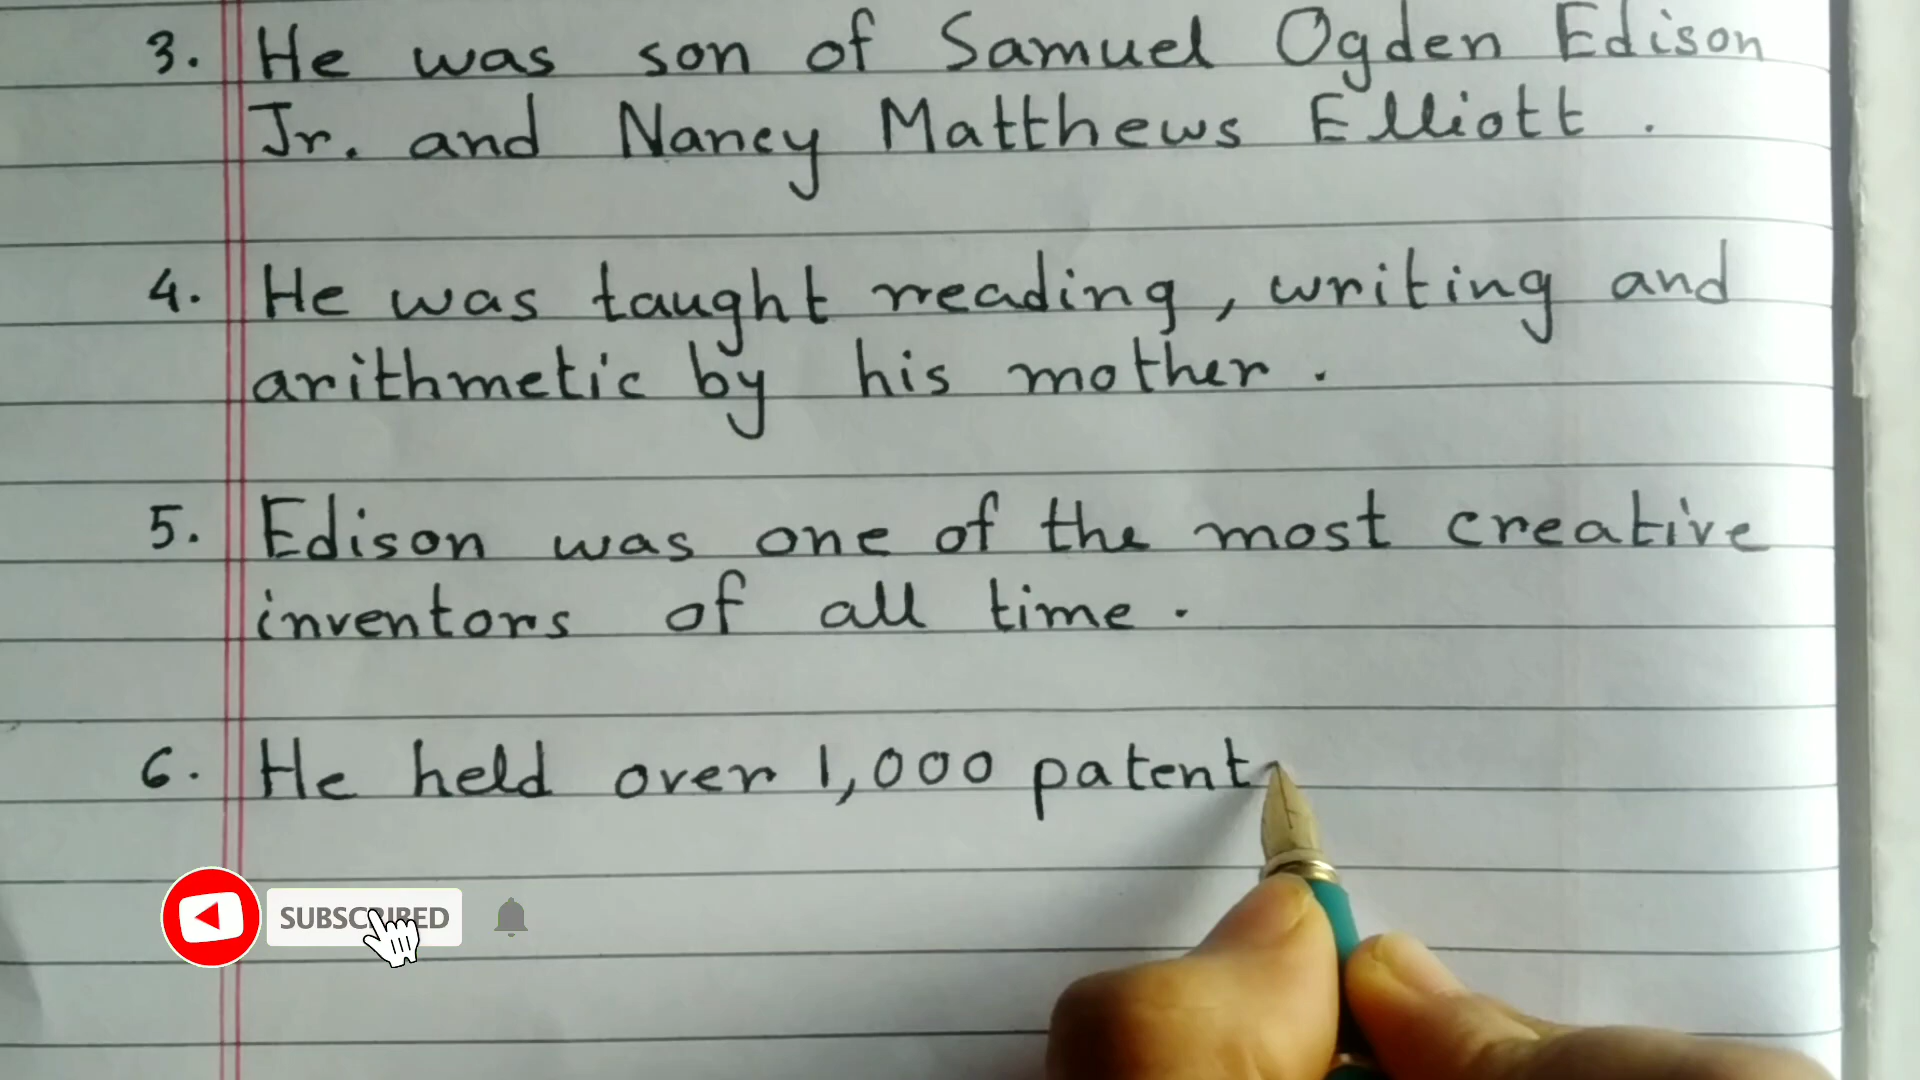 3. He was son of Samuel Ogden Edison
Jr. and Nancy Matthews Elliott .
4. He was taught reading, writing and
arithmetic by his mother .
5. Edison was one of the most creative
inventors of all time .
6. He held over 1,000 patent
SUBSCRIBED